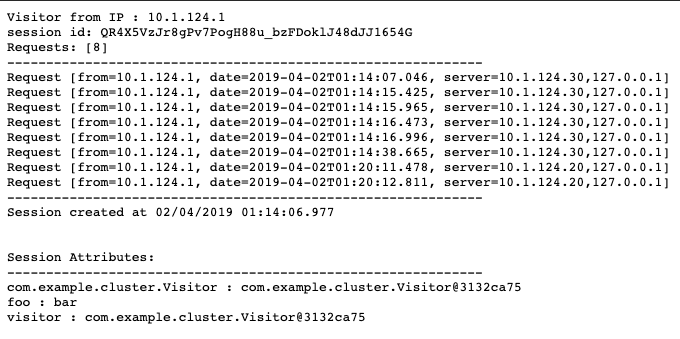 Visitor from IP : 10.1.124.1
session id: QR4X5VzJr8gPv7PogH88u_bzFDoklJ48dJJ1654G
Requests: [8]
-------------------------------------------------------------
Request [from=10.1.124.1, date=2019-04-02T01:14:07.046, server=10.1.124.30,127.0.0.1]
Request [from=10.1.124.1, date=2019-04-02T01:14:15.425, server=10.1.124.30,127.0.0.1]
Request [from=10.1.124.1, date=2019-04-02T01:14:15.965, server=10.1.124.30,127.0.0.1]
Request [from=10.1.124.1, date=2019-04-02T01:14:16.473, server=10.1.124.30,127.0.0.1]
Request [from=10.1.124.1, date=2019-04-02T01:14:16.996, server=10.1.124.30,127.0.0.1]
Request [from=10.1.124.1, date=2019-04-02T01:14:38.665, server=10.1.124.30,127.0.0.1]
Request [from=10.1.124.1, date=2019-04-02T01:20:11.478, server=10.1.124.20,127.0.0.1]
Request [from=10.1.124.1, date=2019-04-02T01:20:12.811, server=10.1.124.20,127.0.0.1]
-------------------------------------------------------------
Session created at 02/04/2019 01:14:06.977
Session Attributes:
-------------------------------------------------------------
com.example.cluster.Visitor : com.example.cluster.Visitor@3132ca75
foo : bar
visitor : com.example.cluster.Visitor@3132ca75